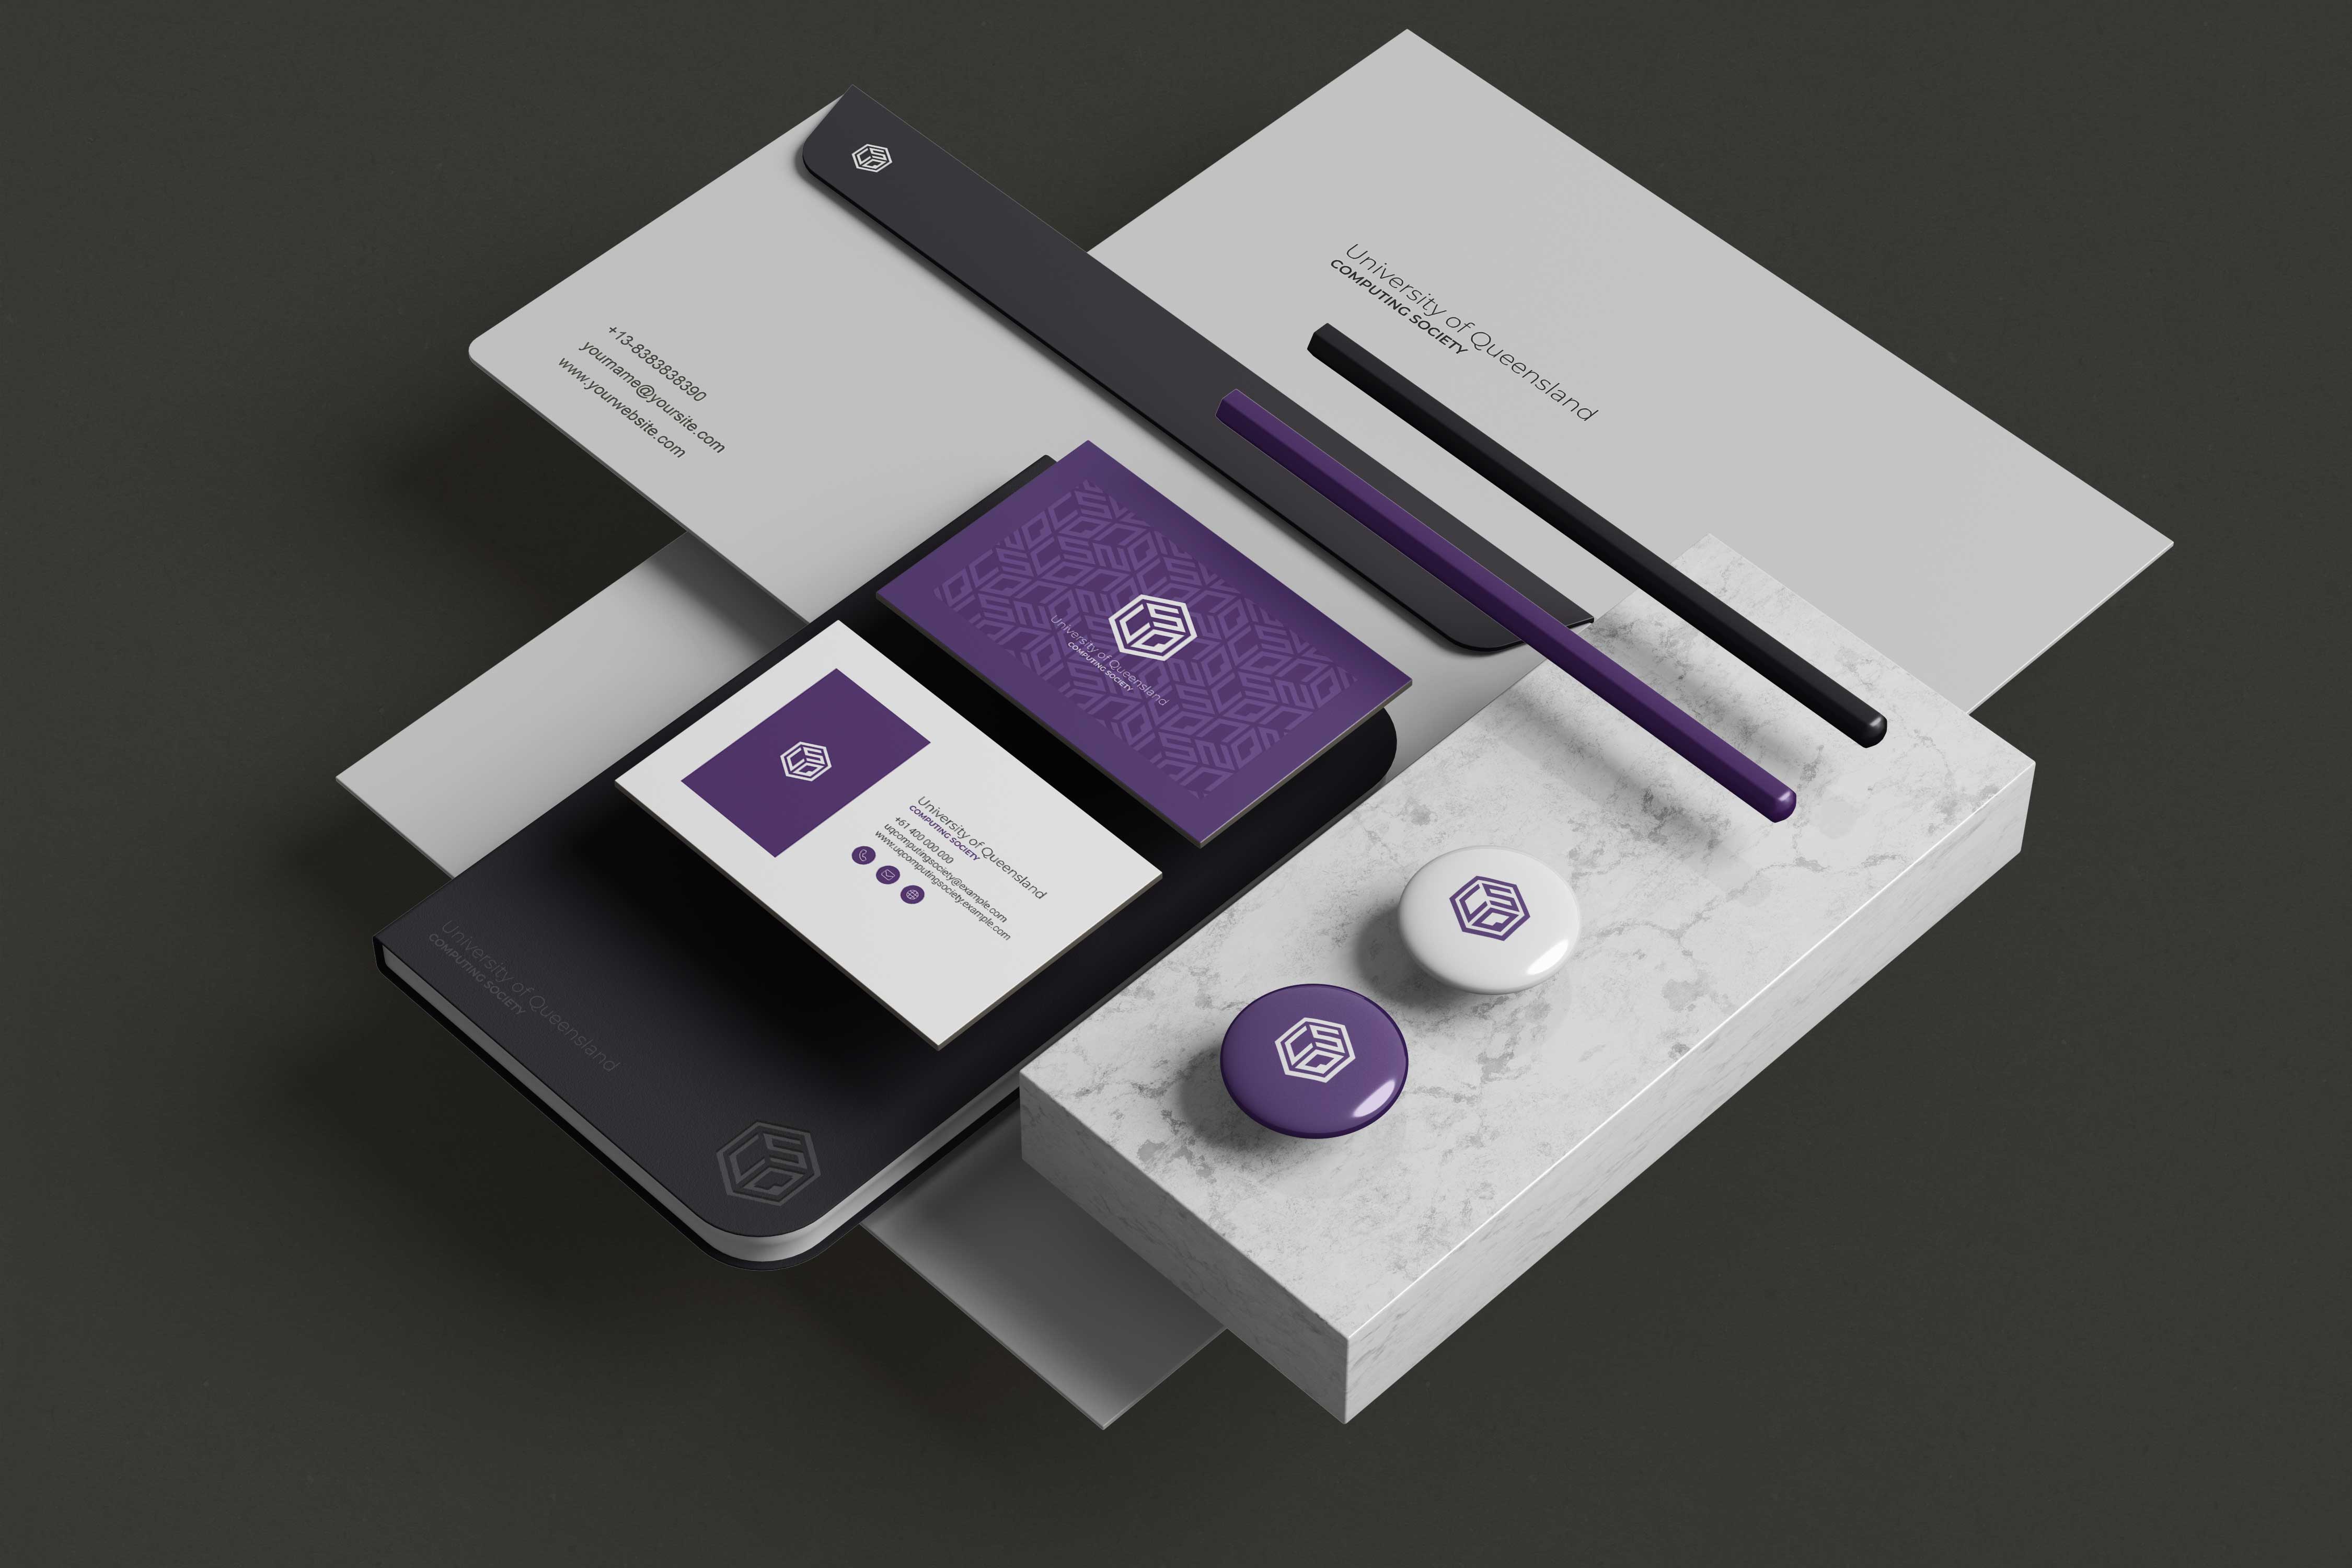 University of Queensland
COMPUTING SOCIETY
+13-8383838390
yourname@yoursite.com
www.yourwebsite.com
University of Queensland
COMPUTING SOCIETY
University of Queensland
COMPUTING SOCIETY
+61 400 000 000
uqcomputingsociety@example.com
www.uqcomputingsociety.example.com
University of Queensland
COMPUTING SOCIETY